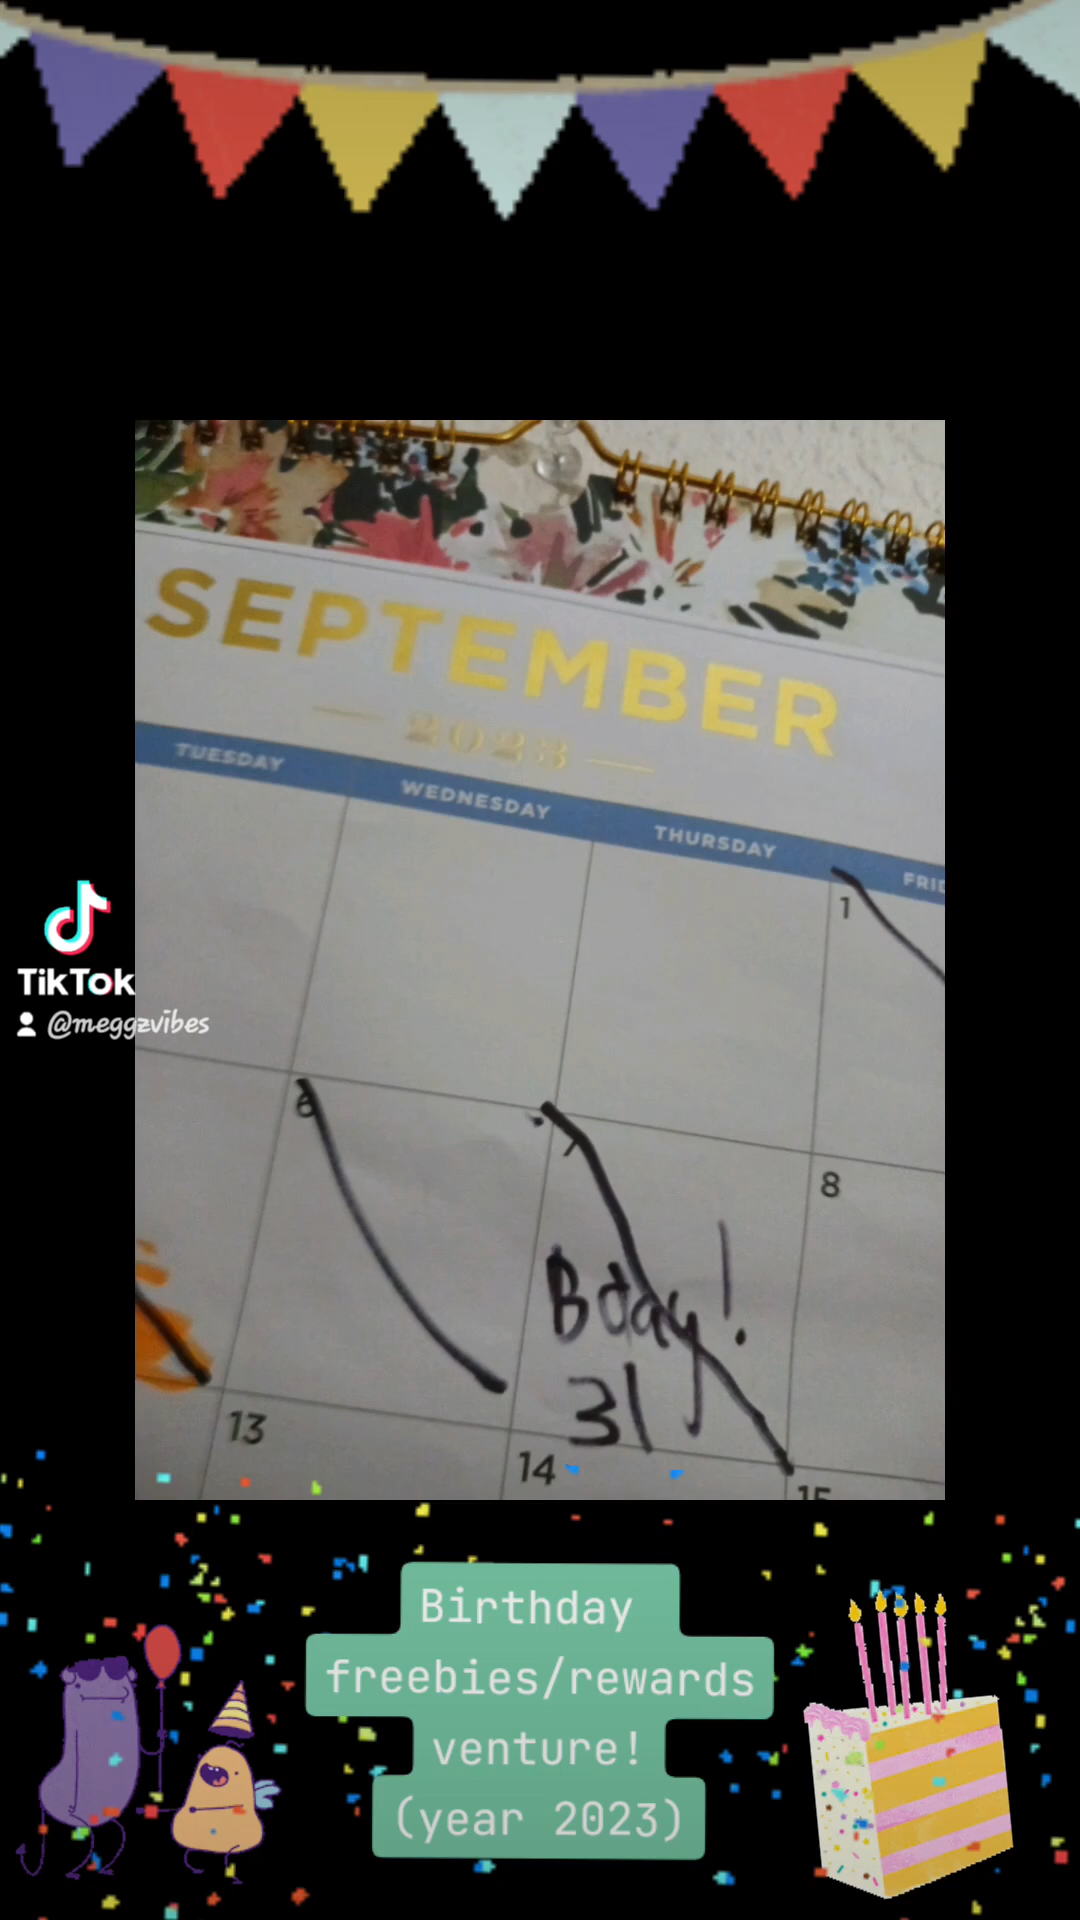 SEPTEMBER
2023
TUESDAY WEDNESDAY THURSDAY
1
6 7 8
Bday!
31
13 14 15
TikTok
@meggzvibes
Birthday
freebies/rewards
venture!
(year 2023)